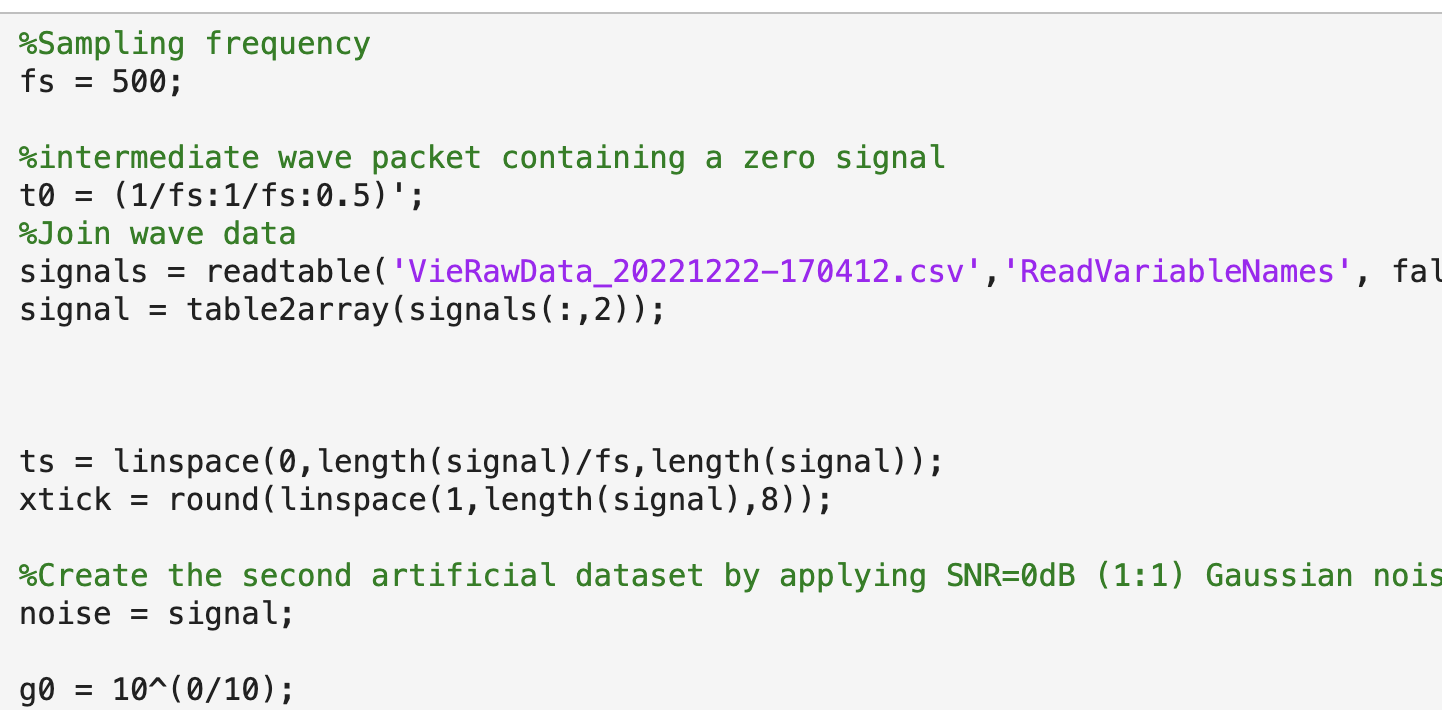 %Sampling frequency
fs = 500;
%intermediate wave packet containing a zero signal
t0 = (1/fs:1/fs:0.5)';
%Join wave data
signals = readtable('VieRawData_20221222-170412.csv','ReadVariableNames', fal
signal = table2array(signals(:,2));
ts = linspace(0,length(signal)/fs,length(signal));
xtick = round(linspace(1,length(signal),8));
%Create the second artificial dataset by applying SNR=0dB (1:1) Gaussian nois
noise = signal;
g0 = 10^(0/10);